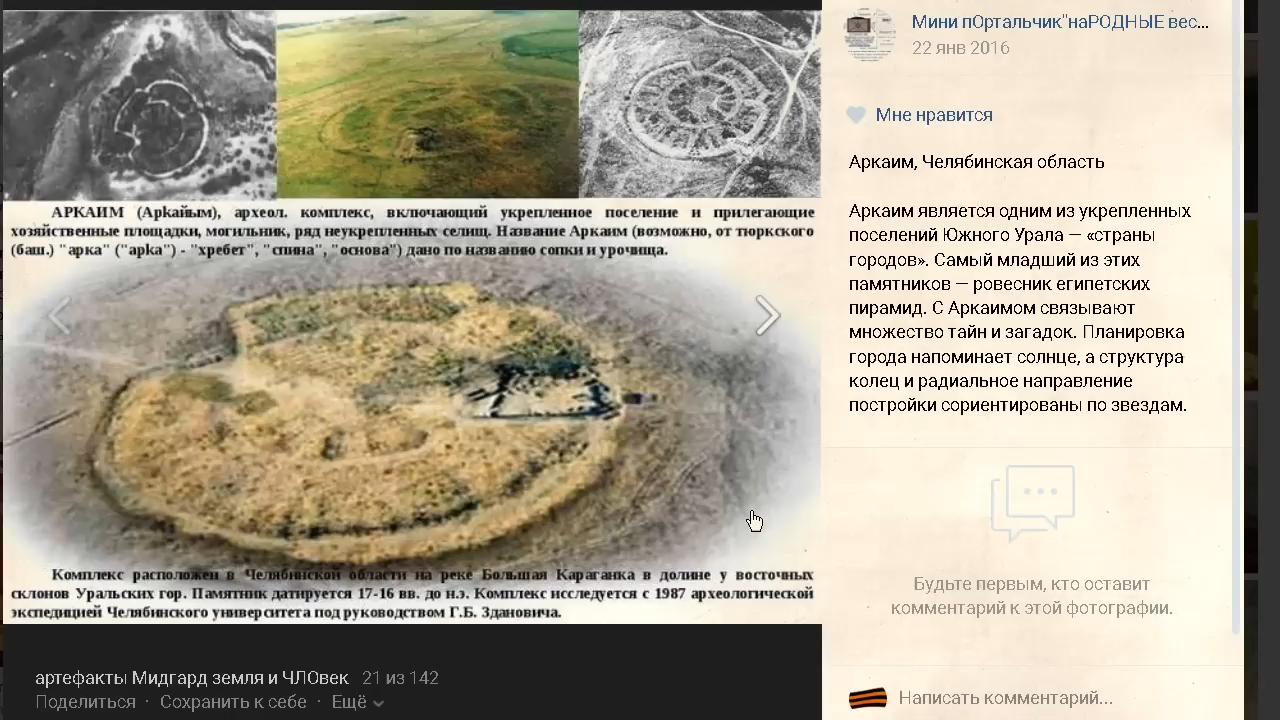 АРКАИМ (Арkайым), археол. комплекс, включающий укрепленное поселение и прилегающие
хозяйственные площадки, могильник, ряд неукрепленных селищ. Название Аркаим (возможно, от тюркского
(баш.) "арка" ("арkа") - "хребет", "спина", "основа") дано по названию сопки и урочища.
Комплекс расположен в Челябинской области на реке Большая Караганка в долине у восточных
склонов Уральских гор. Памятник датируется 17-16 вв. до н.э. Комплекс исследуется с 1987 археологической
экспедицией Челябинского университета под руководством Г.Б. Здановича.
артефакты Мидгард земля и ЧЛОвек 21 из 142
Поделиться · Сохранить к себе · Ещё
Мини пОртальчик"наРОДНЫЕ вес...
22 янв 2016
Мне нравится
Аркаим, Челябинская область
Аркаим является одним из укрепленных
поселений Южного Урала — «страны
городов». Самый младший из этих
памятников — ровесник египетских
пирамид. С Аркаимом связывают
множество тайн и загадок. Планировка
города напоминает солнце, а структура
колец и радиальное направление
постройки сориентированы по звездам.
Будьте первым, кто оставит
комментарий к этой фотографии.
Написать комментарий...